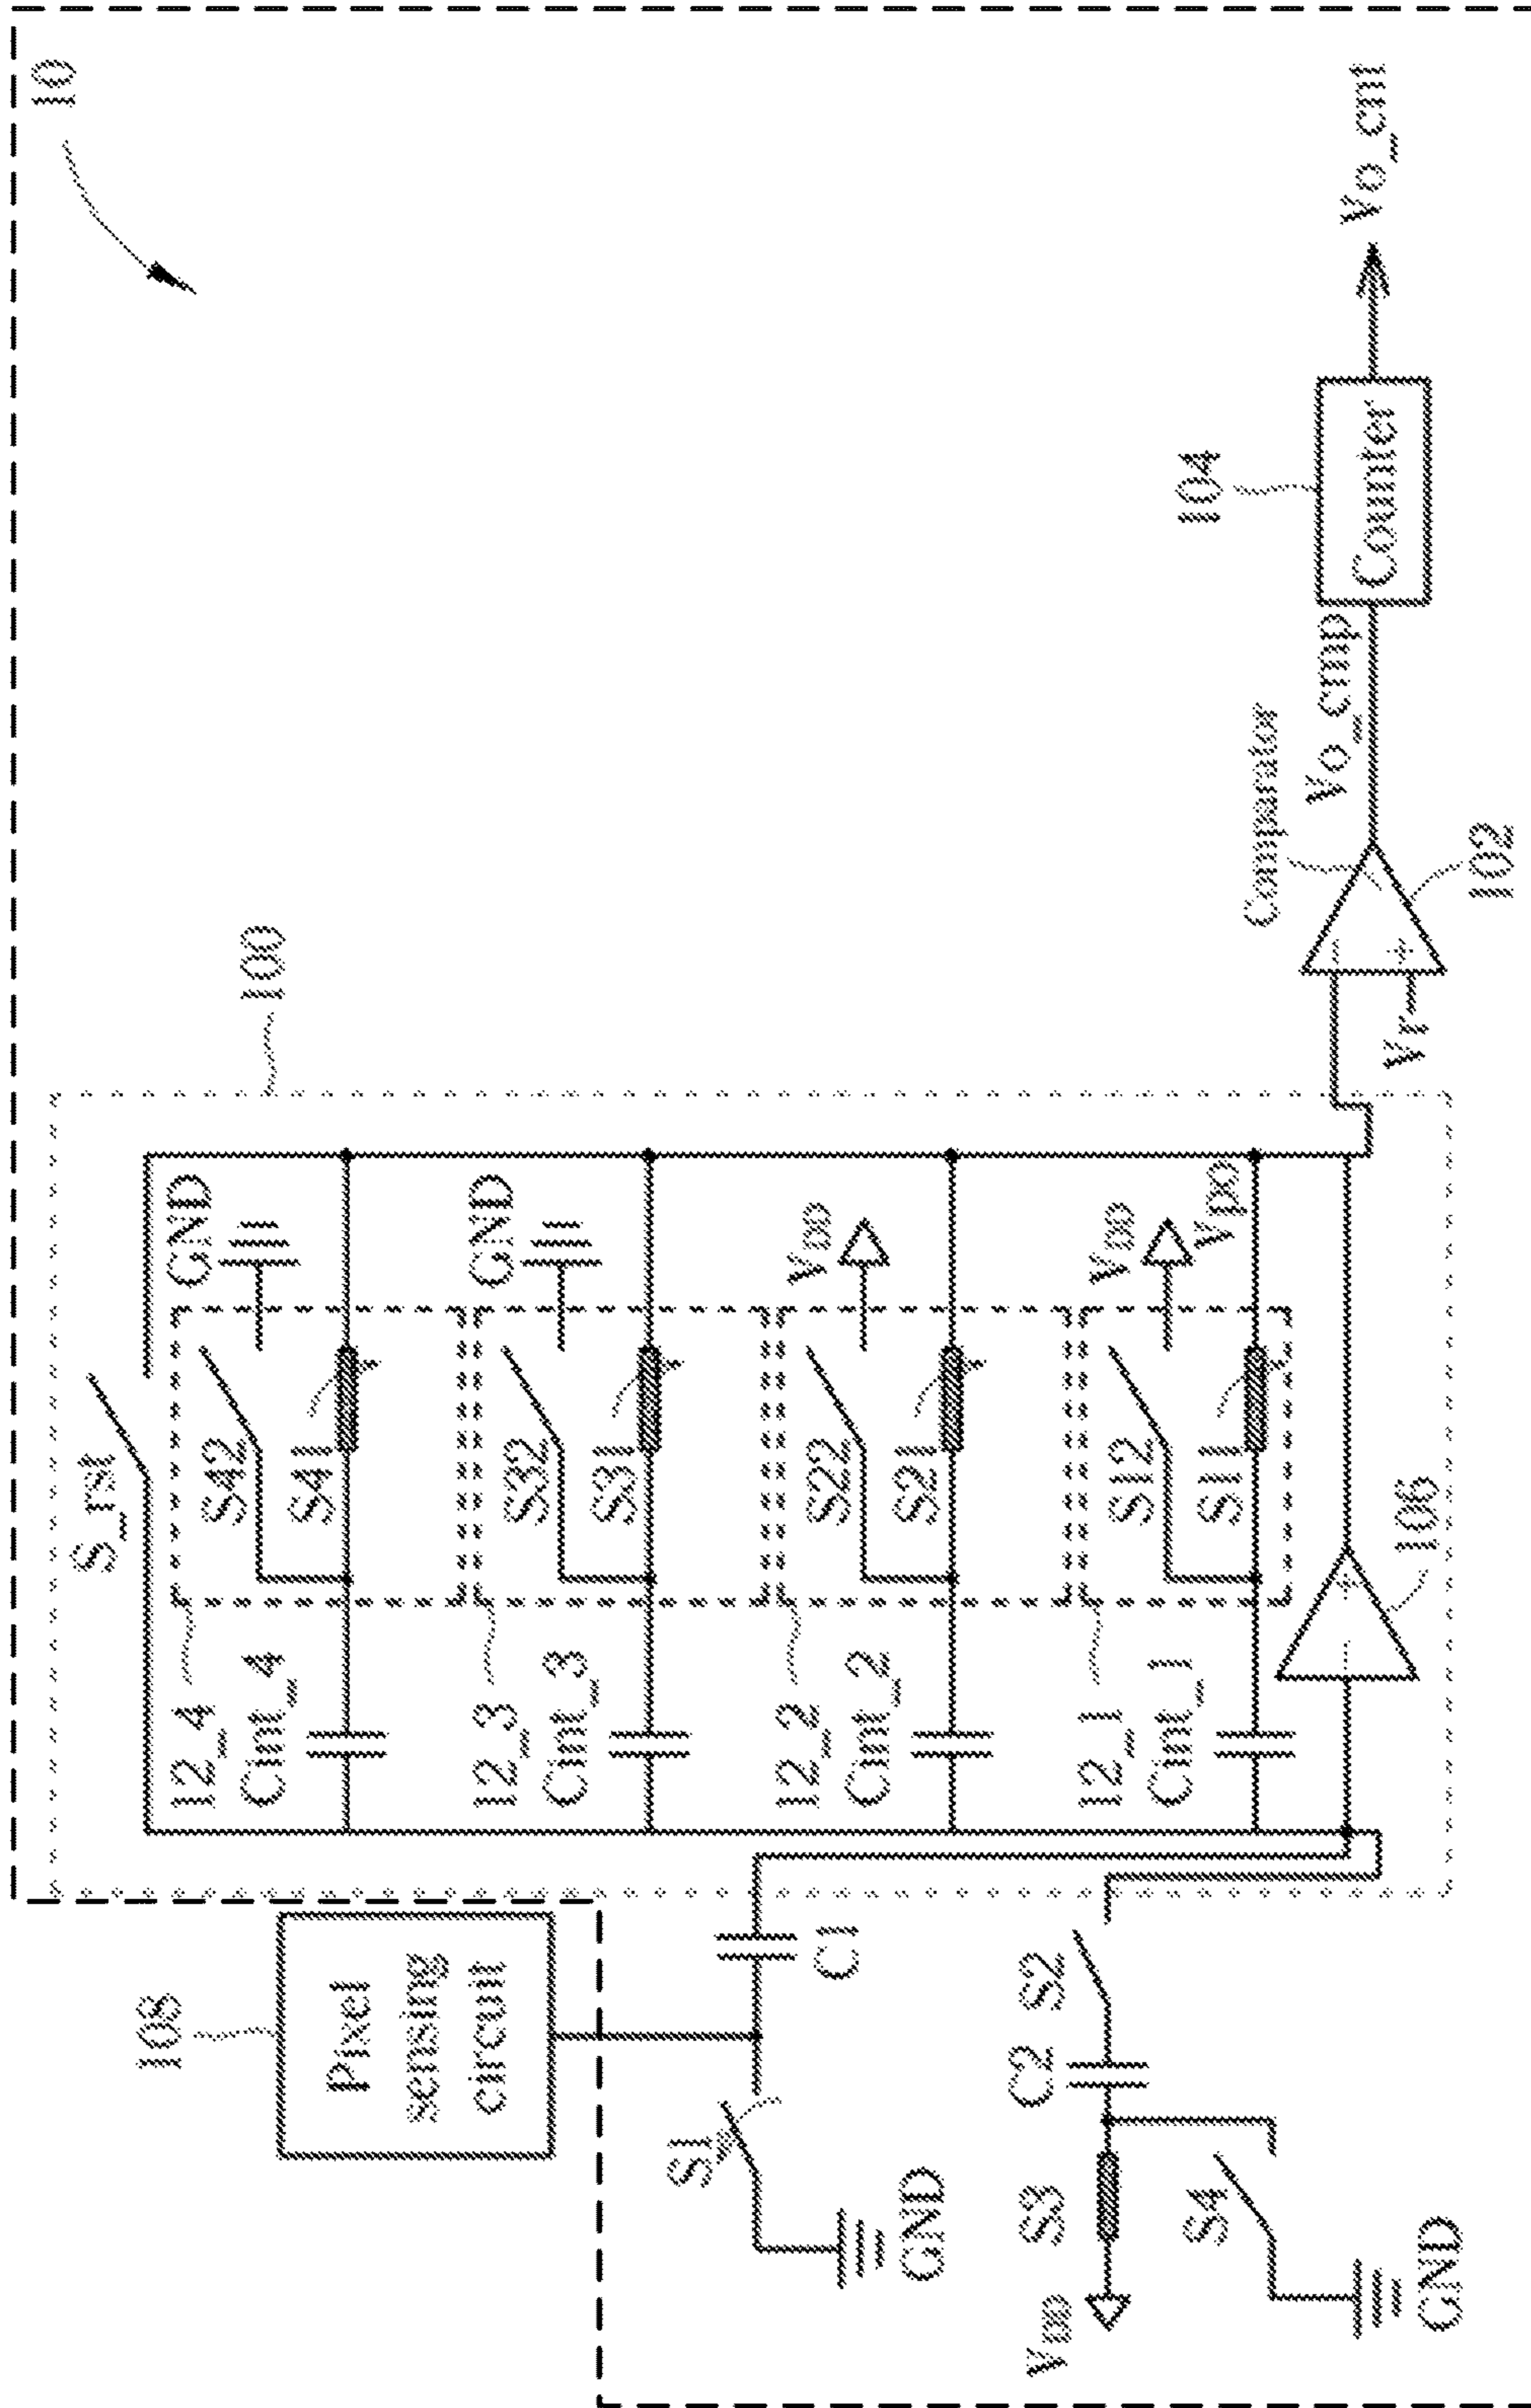 10
100
S_rst
12_4
Cint_4
S42
S41
GND
12_3
Cint_3
S32
S31
GND
12_2
Cint_2
S22
S21
VDD
12_1
Cint_1
S12
S11
VDD
Vpxo
106
108
Pixel
sensing
circuit
C1
S1
GND
C2
S2
VDD
S3
S4
GND
Comparator
-
+
Vr
102
Vo_cmp
104
Counter
Vo_cnt
-
+